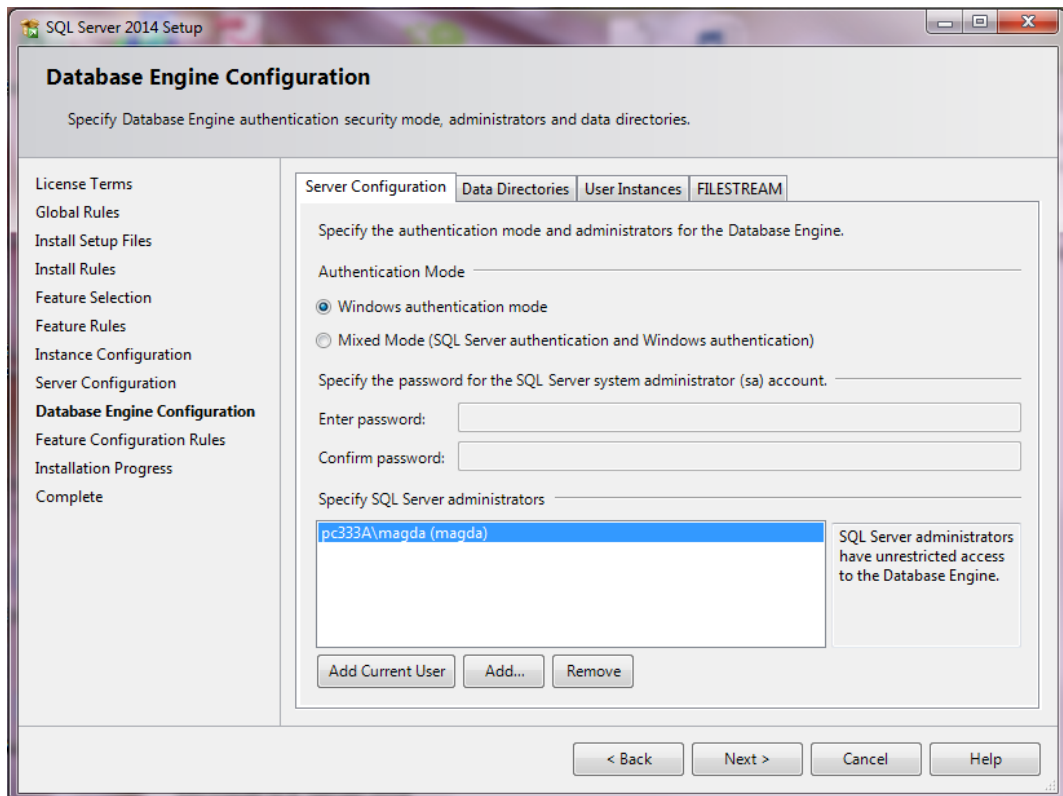 SQL Server 2014 Setup
Database Engine Configuration
Specify Database Engine authentication security mode, administrators and data directories.
License Terms
Global Rules
Install Setup Files
Install Rules
Feature Selection
Feature Rules
Instance Configuration
Server Configuration
Database Engine Configuration
Feature Configuration Rules
Installation Progress
Complete
Server Configuration Data Directories User Instances FILESTREAM
Specify the authentication mode and administrators for the Database Engine.
Authentication Mode
Windows authentication mode
Mixed Mode (SQL Server authentication and Windows authentication)
Specify the password for the SQL Server system administrator (sa) account.
Enter password:
Confirm password:
Specify SQL Server administrators
pc333A\magda (magda)
SQL Server administrators
have unrestricted access
to the Database Engine.
Add Current User Add... Remove
< Back Next > Cancel Help